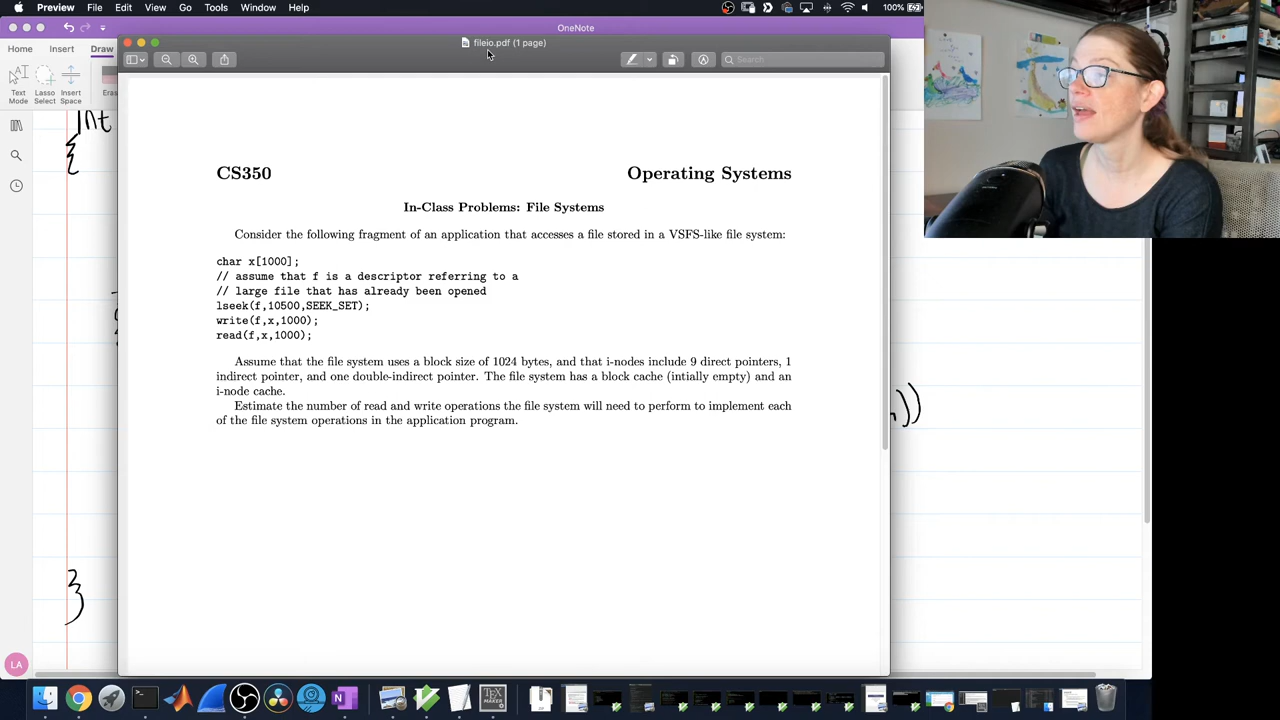 Preview File Edit View Go Tools Window Help
100%
OneNote
Home Insert Draw
fileio.pdf (1 page)
Search
Text Mode
Lasso Select
Insert Space
Int
{
CS350 Operating Systems
In-Class Problems: File Systems
Consider the following fragment of an application that accesses a file stored in a VSFS-like file system:
char x[1000];
// assume that f is a descriptor referring to a
// large file that has already been opened
lseek(f,10500,SEEK_SET);
write(f,x,1000);
read(f,x,1000);
Assume that the file system uses a block size of 1024 bytes, and that i-nodes include 9 direct pointers, 1
indirect pointer, and one double-indirect pointer. The file system has a block cache (intially empty) and an
i-node cache.
Estimate the number of read and write operations the file system will need to perform to implement each
of the file system operations in the application program.
))
}
LA
TEX
MAKER